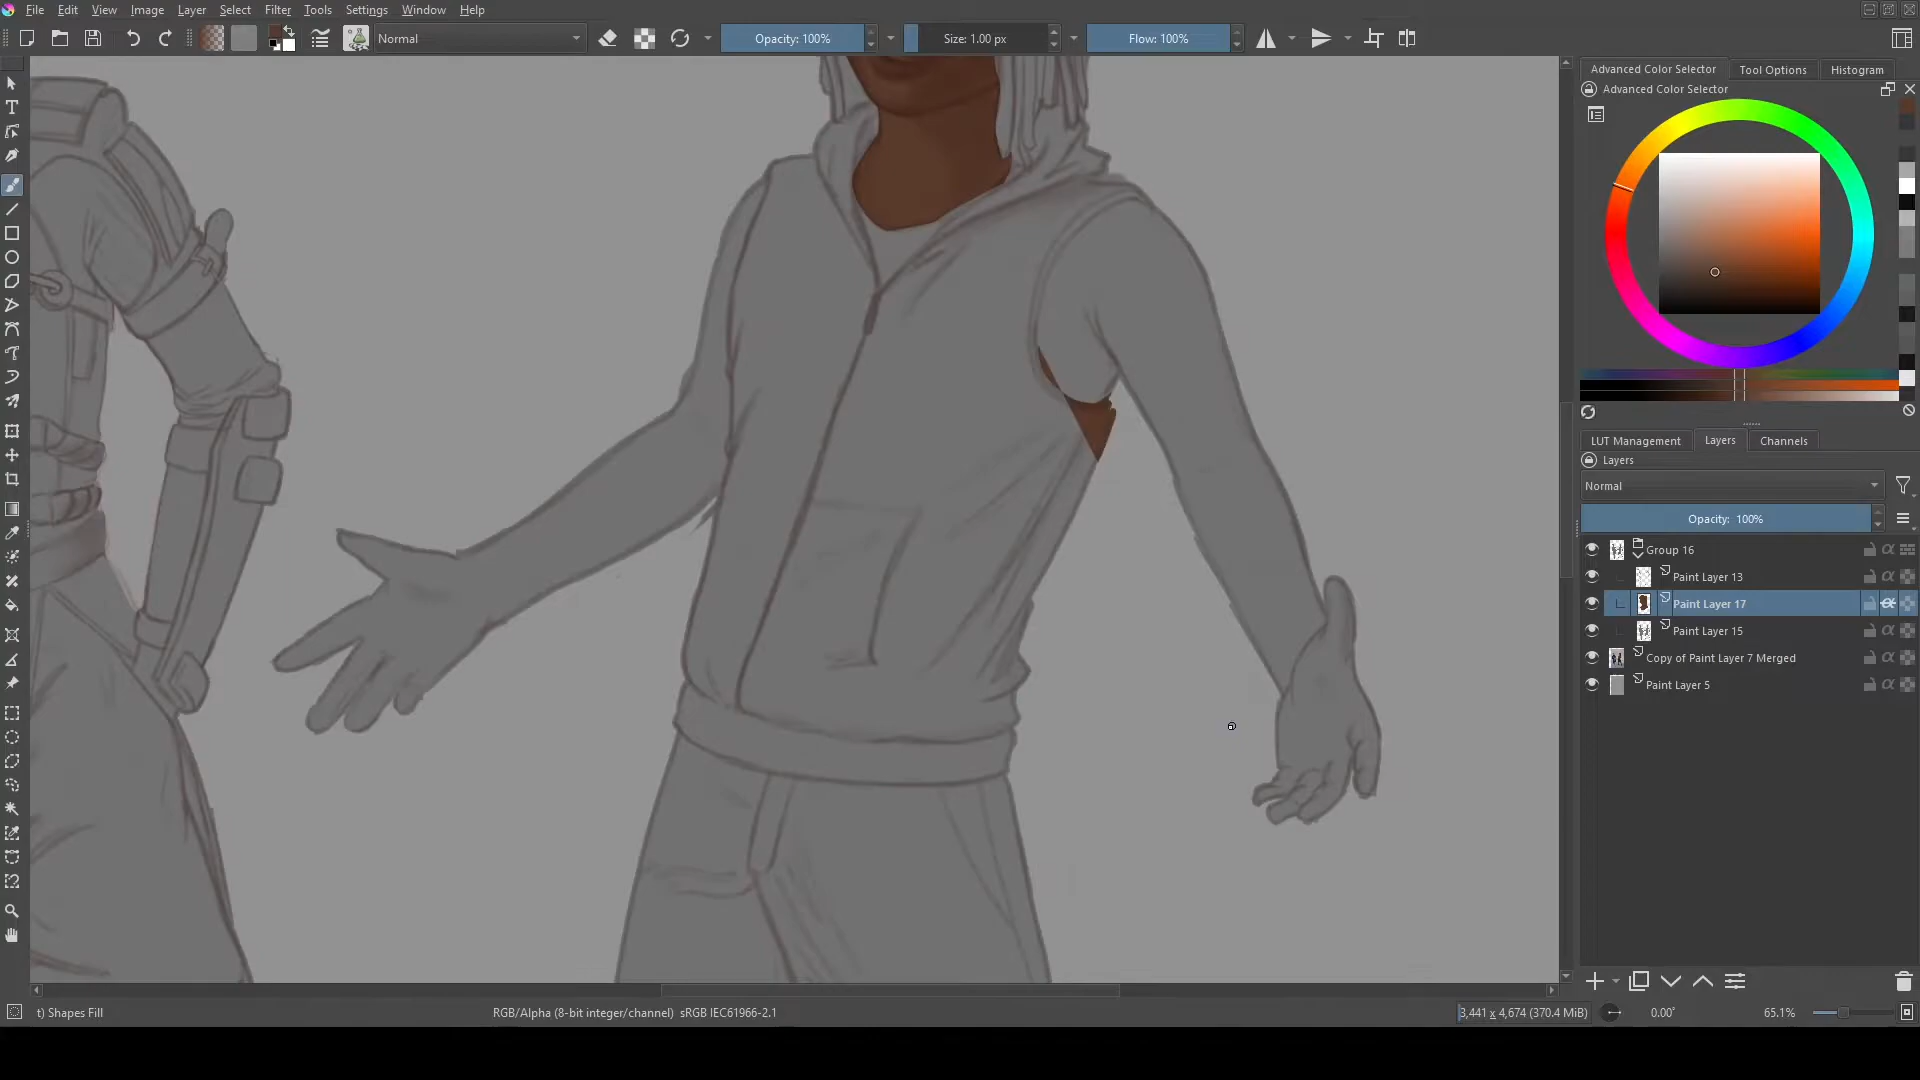 File Edit View Image Layer Select Filter Tools Settings Window Help
Normal
Opacity: 100%
Size: 1.00 px
Flow: 100%
Advanced Color Selector Tool Options Histogram
Advanced Color Selector
LUT Management Layers Channels
Layers
Normal
Opacity: 100%
Group 16
Paint Layer 13
Paint Layer 17
Paint Layer 15
Copy of Paint Layer 7 Merged
Paint Layer 5
t) Shapes Fill
RGB/Alpha (8-bit integer/channel) sRGB IEC61966-2.1
3,441 x 4,674 (370.4 MiB)
0.00°
65.1%